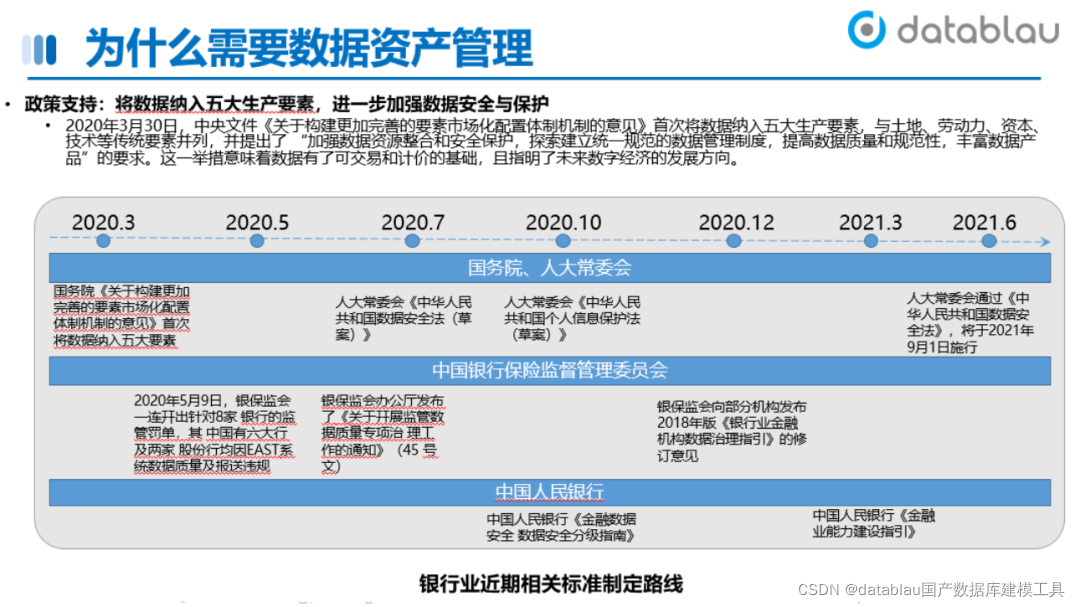 为什么需要数据资产管理
datablau
• 政策支持：将数据纳入五大生产要素，进一步加强数据安全与保护
• 2020年3月30日，中央文件《关于构建更加完善的要素市场化配置体制机制的意见》首次将数据纳入五大生产要素，与土地、劳动力、资本、
技术等传统要素并列，并提出了 “加强数据资源整合和安全保护，探索建立统一规范的数据管理制度，提高数据质量和规范性，丰富数据产
品”的要求。这一举措意味着数据有了可交易和计价的基础，且指明了未来数字经济的发展方向。
2020.3 2020.5 2020.7 2020.10 2020.12 2021.3 2021.6
国务院、人大常委会
国务院《关于构建更加
完善的要素市场化配置
体制机制的意见》首次
将数据纳入五大要素
人大常委会《中华人民
共和国数据安全法（草
案）》
人大常委会《中华人民
共和国个人信息保护法
（草案）》
人大常委会通过《中
华人民共和国数据安
全法》，将于2021年
9月1日施行
中国银行保险监督管理委员会
2020年5月9日，银保监会
一连开出针对8家 银行的监
管罚单，其 中国有六大行
及两家 股份行均因EAST系
统数据质量及报送违规
银保监会办公厅发布
了《关于开展监管数
据质量专项治 理工
作的通知》（45 号
文）
银保监会向部分机构发布
2018年版《银行业金融
机构数据治理指引》的修
订意见
中国人民银行
中国人民银行《金融数据
安全 数据安全分级指南》
中国人民银行《金融
业能力建设指引》
银行业近期相关标准制定路线
CSDN @datablau国产数据库建模工具